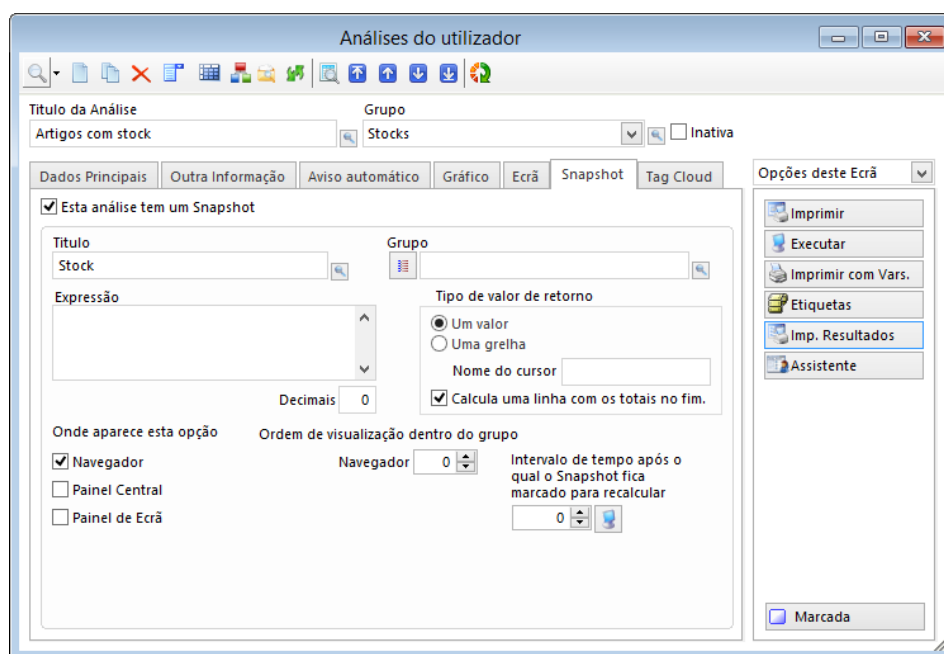 Análises do utilizador
Titulo da Análise
Grupo
Artigos com stock
Stocks
Inativa
Dados Principais
Outra Informação
Aviso automático
Gráfico
Ecrã
Snapshot
Tag Cloud
Opções deste Ecrã
Esta análise tem um Snapshot
Titulo
Grupo
Stock
Expressão
Tipo de valor de retorno
Um valor
Uma grelha
Nome do cursor
Decimais 0
Calcula uma linha com os totais no fim.
Onde aparece esta opção
Ordem de visualização dentro do grupo
Navegador
Navegador 0
Intervalo de tempo após o
qual o Snapshot fica
marcado para recalcular
Painel Central
Painel de Ecrã
0
Imprimir
Executar
Imprimir com Vars.
Etiquetas
Imp. Resultados
Assistente
Marcada